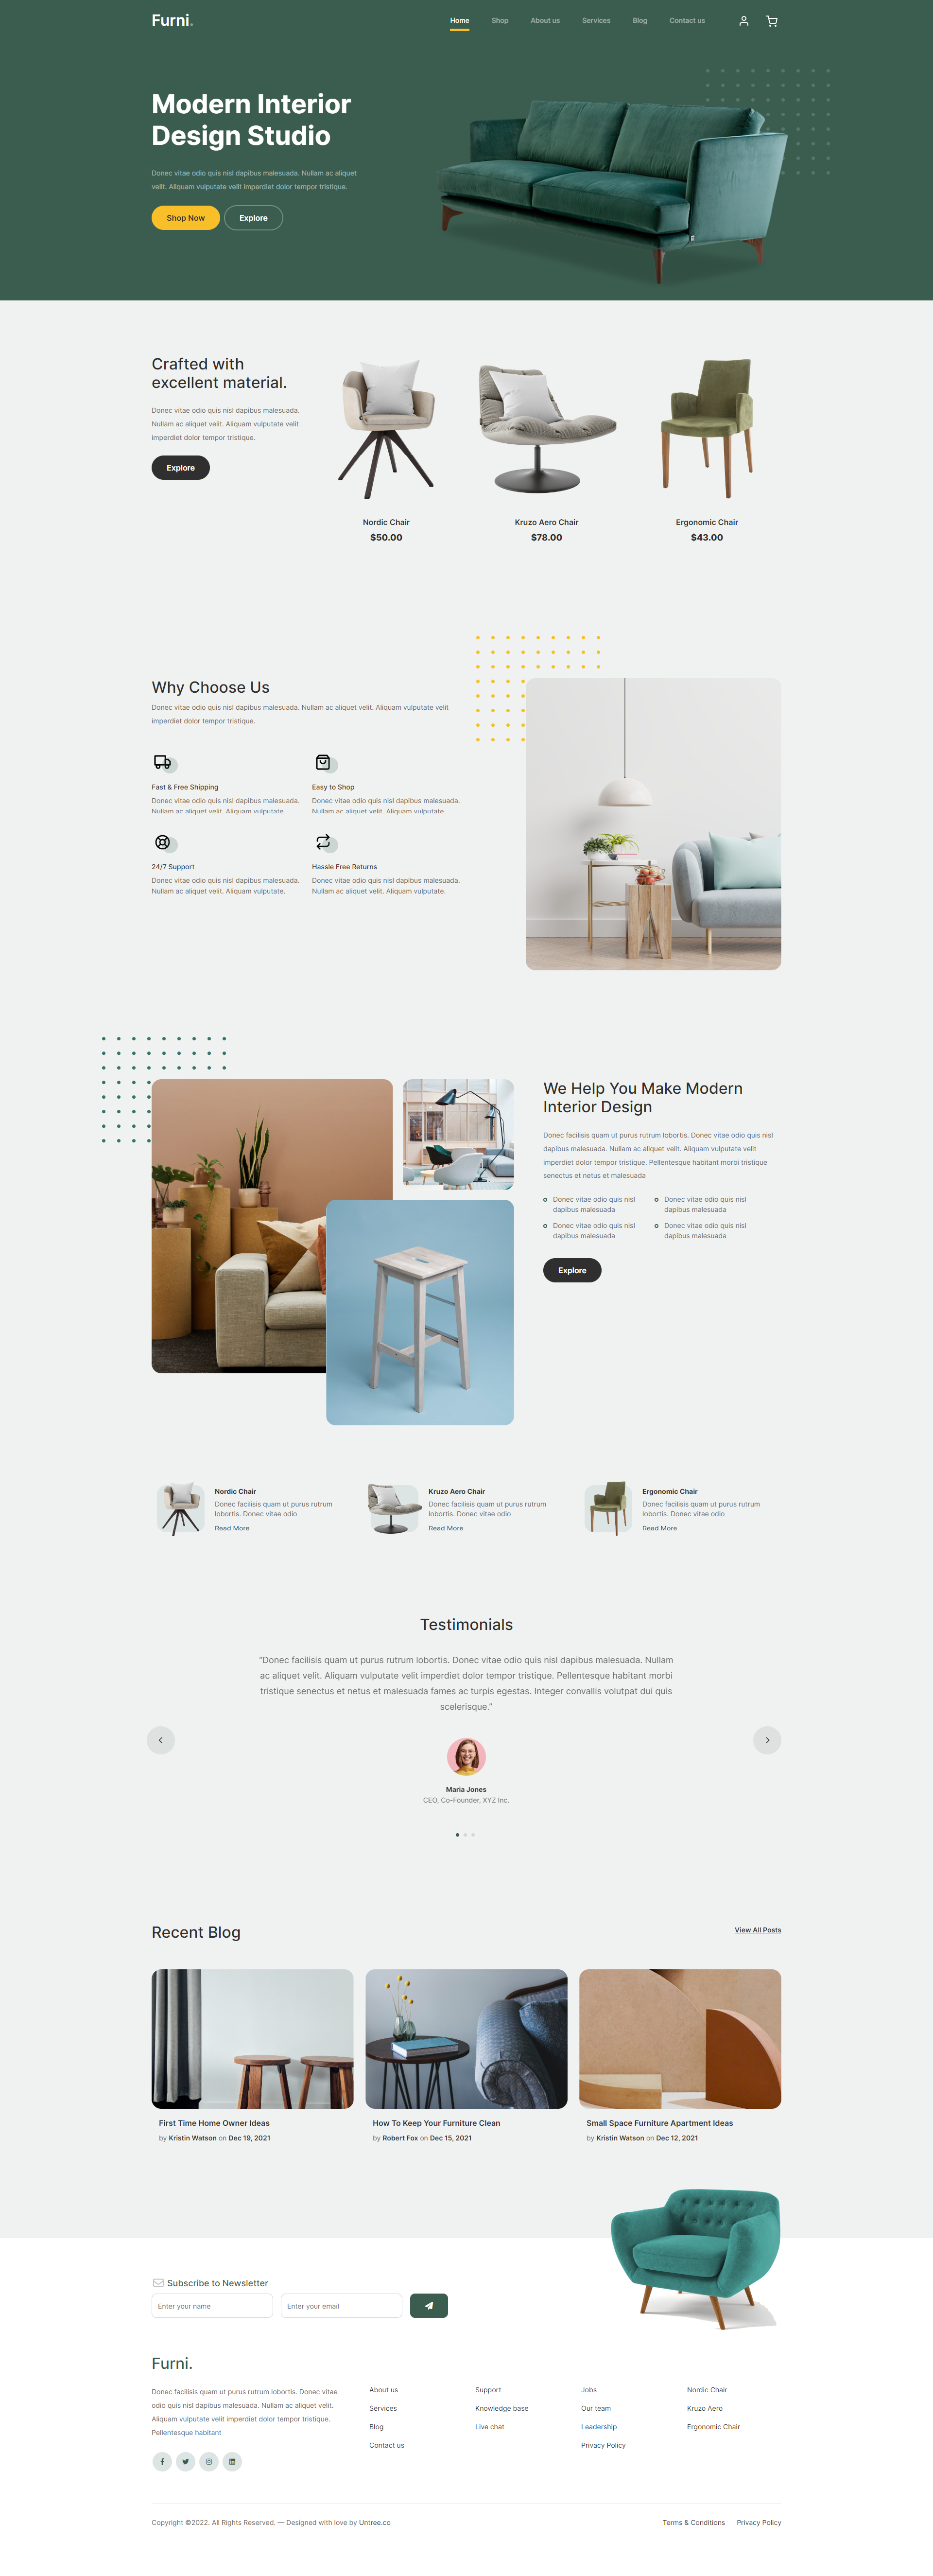 Furni.
Home
Shop
About us
Services
Blog
Contact us
Modern Interior
Design Studio
Donec vitae odio quis nisl dapibus malesuada. Nullam ac aliquet
velit. Aliquam vulputate velit imperdiet dolor tempor tristique.
Shop Now
Explore
Crafted with
excellent material.
Donec vitae odio quis nisl dapibus malesuada.
Nullam ac aliquet velit. Aliquam vulputate velit
imperdiet dolor tempor tristique.
Explore
Nordic Chair
$50.00
Kruzo Aero Chair
$78.00
Ergonomic Chair
$43.00
Why Choose Us
Donec vitae odio quis nisl dapibus malesuada. Nullam ac aliquet velit. Aliquam vulputate velit
imperdiet dolor tempor tristique.
Fast & Free Shipping
Donec vitae odio quis nisl dapibus malesuada.
Nullam ac aliquet velit. Aliquam vulputate.
Easy to Shop
Donec vitae odio quis nisl dapibus malesuada.
Nullam ac aliquet velit. Aliquam vulputate.
24/7 Support
Donec vitae odio quis nisl dapibus malesuada.
Nullam ac aliquet velit. Aliquam vulputate.
Hassle Free Returns
Donec vitae odio quis nisl dapibus malesuada.
Nullam ac aliquet velit. Aliquam vulputate.
We Help You Make Modern
Interior Design
Donec facilisis quam ut purus rutrum lobortis. Donec vitae odio quis nisl
dapibus malesuada. Nullam ac aliquet velit. Aliquam vulputate velit
imperdiet dolor tempor tristique. Pellentesque habitant morbi tristique
senectus et netus et malesuada
Donec vitae odio quis nisl
dapibus malesuada
Donec vitae odio quis nisl
dapibus malesuada
Donec vitae odio quis nisl
dapibus malesuada
Donec vitae odio quis nisl
dapibus malesuada
Explore
Nordic Chair
Donec facilisis quam ut purus rutrum
lobortis. Donec vitae odio
Read More
Kruzo Aero Chair
Donec facilisis quam ut purus rutrum
lobortis. Donec vitae odio
Read More
Ergonomic Chair
Donec facilisis quam ut purus rutrum
lobortis. Donec vitae odio
Read More
Testimonials
“Donec facilisis quam ut purus rutrum lobortis. Donec vitae odio quis nisl dapibus malesuada. Nullam
ac aliquet velit. Aliquam vulputate velit imperdiet dolor tempor tristique. Pellentesque habitant morbi
tristique senectus et netus et malesuada fames ac turpis egestas. Integer convallis volutpat dui quis
scelerisque.”
Maria Jones
CEO, Co-Founder, XYZ Inc.
Recent Blog
View All Posts
First Time Home Owner Ideas
by Kristin Watson on Dec 19, 2021
How To Keep Your Furniture Clean
by Robert Fox on Dec 15, 2021
Small Space Furniture Apartment Ideas
by Kristin Watson on Dec 12, 2021
Subscribe to Newsletter
Enter your name
Enter your email
Furni.
Donec facilisis quam ut purus rutrum lobortis. Donec vitae
odio quis nisl dapibus malesuada. Nullam ac aliquet velit.
Aliquam vulputate velit imperdiet dolor tempor tristique.
Pellentesque habitant
About us
Services
Blog
Contact us
Support
Knowledge base
Live chat
Jobs
Our team
Leadership
Privacy Policy
Nordic Chair
Kruzo Aero
Ergonomic Chair
Copyright ©2022. All Rights Reserved. — Designed with love by Untree.co
Terms & Conditions
Privacy Policy